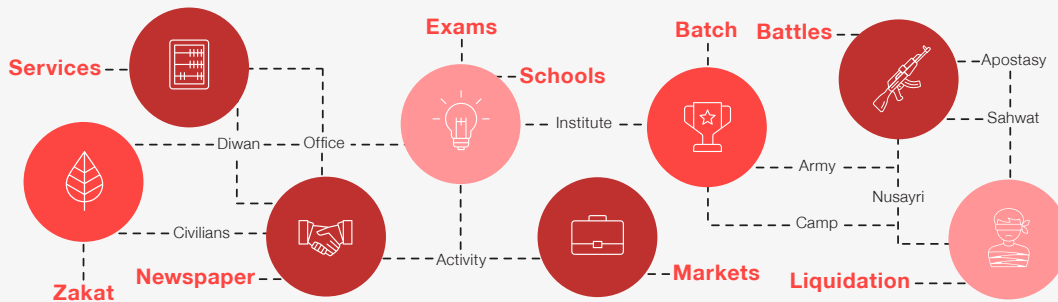 Exams
Batch
Battles
Services
Schools
Apostasy
Institute
Sahwat
Diwan
Office
Army
Nusayri
Civilians
Camp
Activity
Newspaper
Markets
Liquidation
Zakat